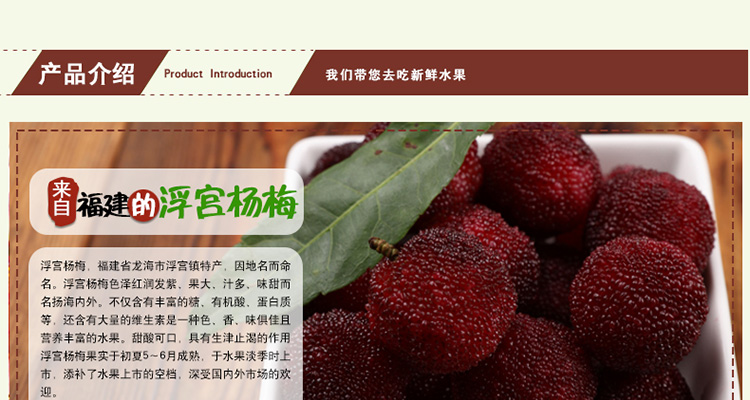 产品介绍 Product Introduction 我们带您去吃新鲜水果
来自福建的浮宫杨梅
浮宫杨梅，福建省龙海市浮宫镇特产，因地名而命
名。浮宫杨梅色泽红润发紫、果大、汁多、味甜而
名扬海内外。不仅含有丰富的糖、有机酸、蛋白质
等，还含有大量的维生素是一种色、香、味俱佳且
营养丰富的水果。甜酸可口，具有生津止渴的作用
浮宫杨梅果实于初夏5～6月成熟，于水果淡季时上
市，添补了水果上市的空档，深受国内外市场的欢
迎。